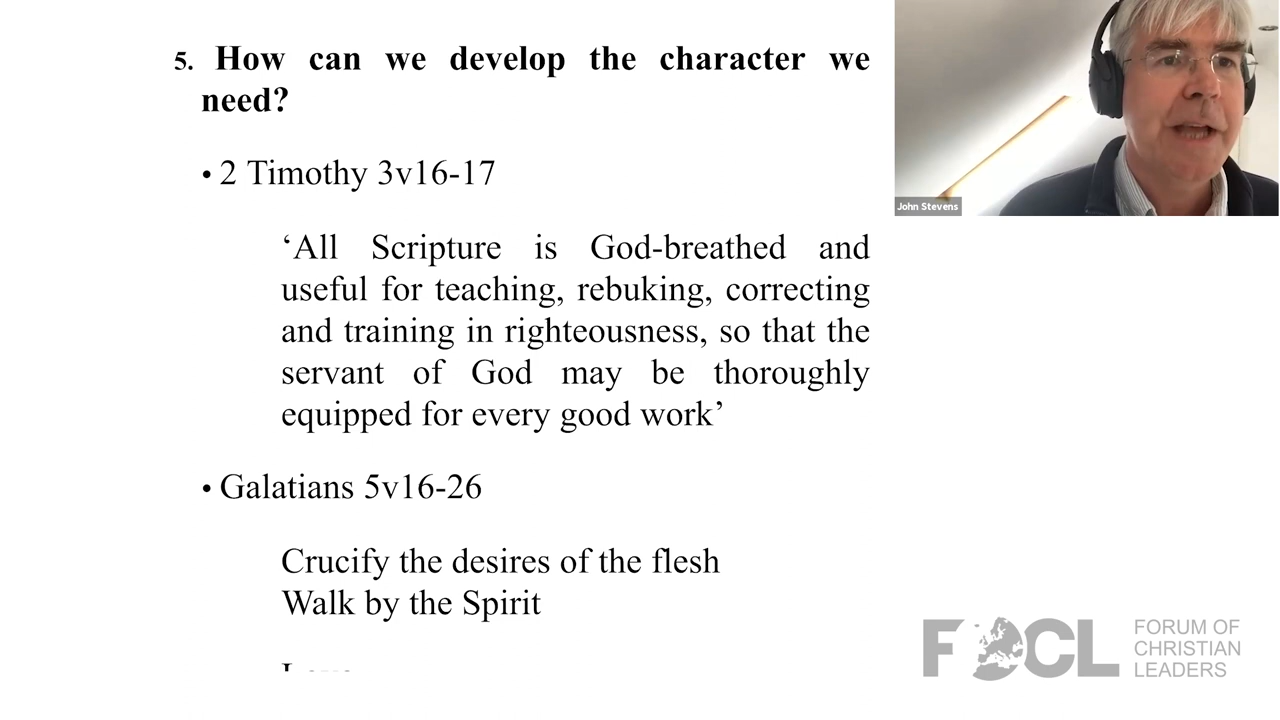 5. How can we develop the character we
need?
• 2 Timothy 3v16-17
‘All Scripture is God-breathed and
useful for teaching, rebuking, correcting
and training in righteousness, so that the
servant of God may be thoroughly
equipped for every good work’
• Galatians 5v16-26
Crucify the desires of the flesh
Walk by the Spirit
John Stevens
FOCL
FORUM OF
CHRISTIAN
LEADERS